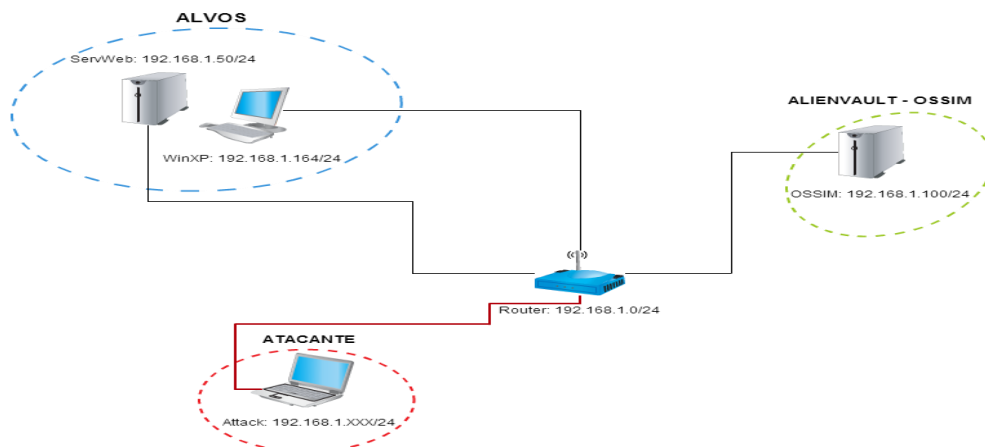 ALVOS
ServWeb: 192.168.1.50/24
WinXP: 192.168.1.164/24
ALIENVAULT - OSSIM
OSSIM: 192.168.1.100/24
Router: 192.168.1.0/24
ATACANTE
Attack: 192.168.1.XXX/24